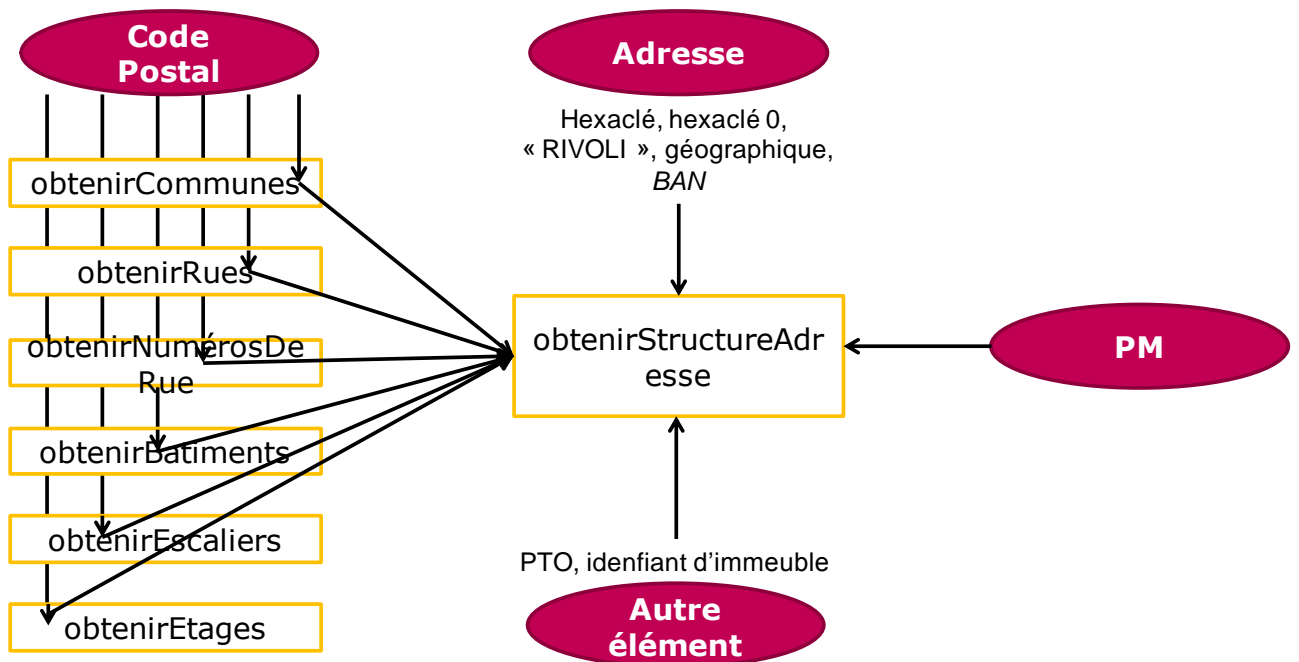 Code
Postal
obtenirCommunes
obtenirRues
obtenirNumérosDe
Rue
obtenirBâtiments
obtenirEscaliers
obtenirEtages
Adresse
Hexaclé, hexaclé 0,
« RIVOLI », géographique,
BAN
obtenirStructureAdr
esse
PM
PTO, idenfiant d’immeuble
Autre
élément